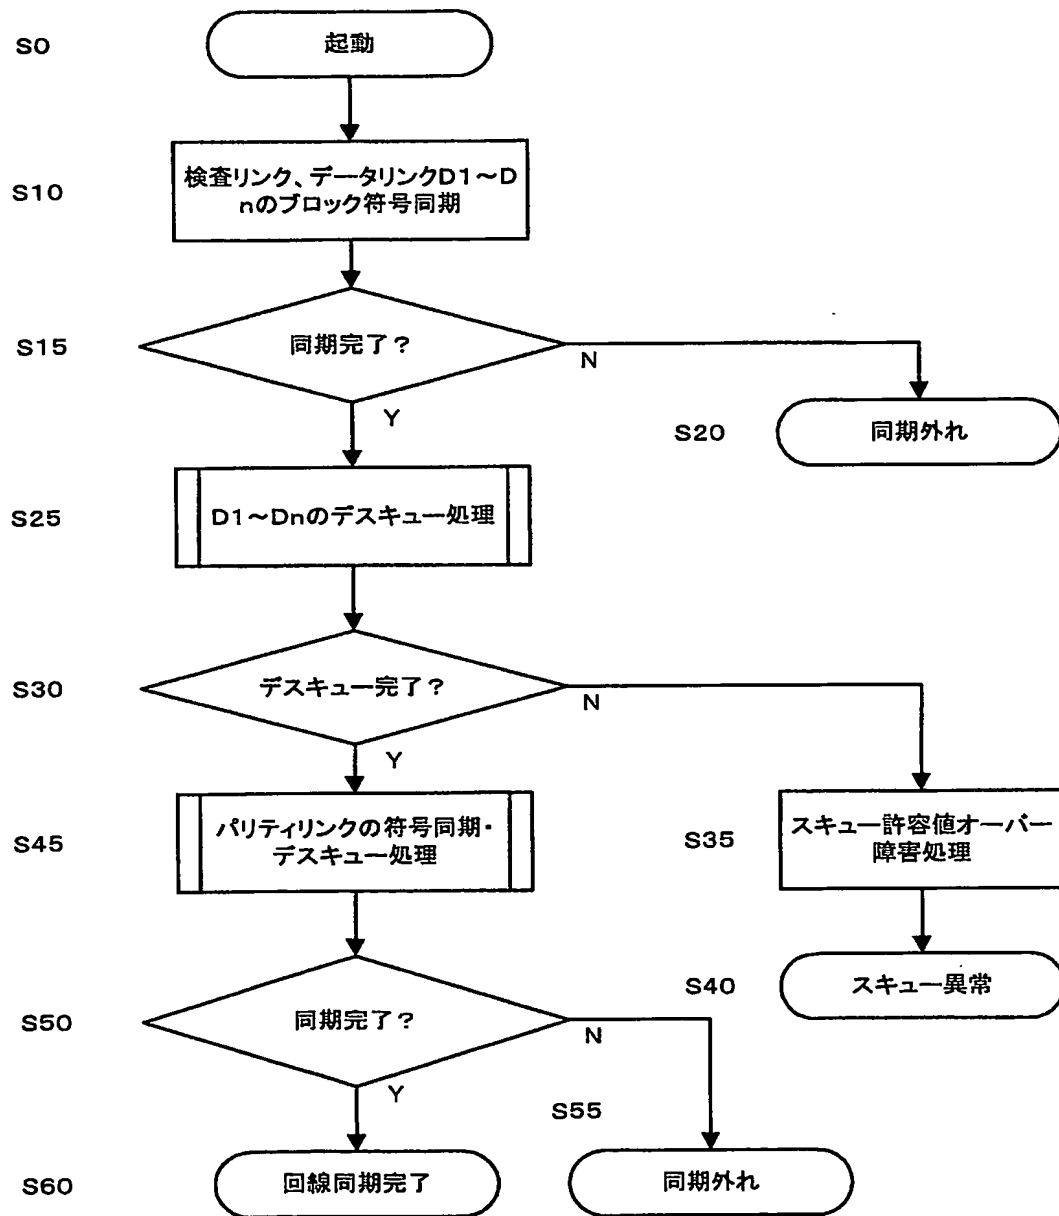 S0
起動
S10
検査リンク、データリンクD1~D
nのブロック符号同期
S15
同期完了?
N
Y
S20
同期外れ
S25
D1~Dnのデスキュー処理
S30
デスキュー完了?
N
Y
S45
パリティリンクの符号同期・
デスキュー処理
S35
スキュー許容値オーバー
障害処理
S40
スキュー異常
S50
同期完了?
N
Y
S55
同期外れ
S60
回線同期完了